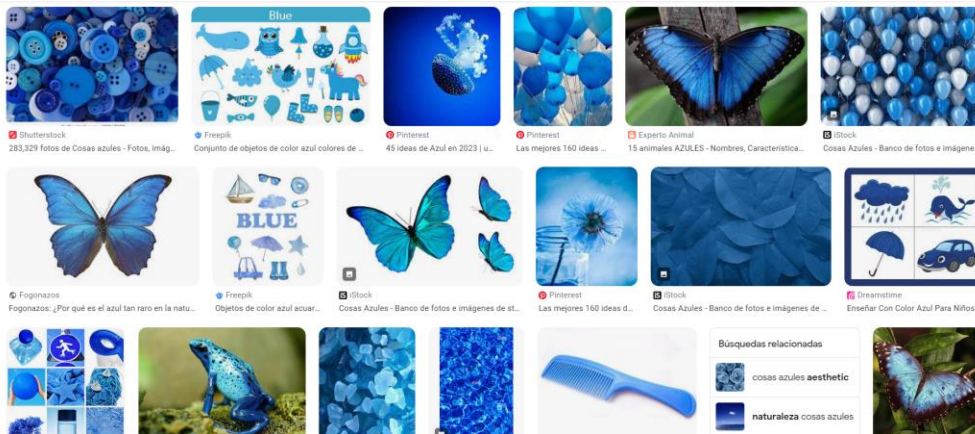 Blue
Shutterstock
283,329 fotos de Cosas azules - Fotos, imág...
Freepik
Conjunto de objetos de color azul colores de ...
Pinterest
45 ideas de Azul en 2023 | u...
Pinterest
Las mejores 160 ideas ...
Experto Animal
15 animales AZULES - Nombres, Característica...
iStock
Cosas Azules - Banco de fotos e imágene
BLUE
Fogonazos
Fogonazos: ¿Por qué es el azul tan raro en la natu...
Freepik
Objetos de color azul acuar...
iStock
Cosas Azules - Banco de fotos e imágenes de st...
Pinterest
Las mejores 160 ideas d...
iStock
Cosas Azules - Banco de fotos e imágenes de ...
Dreamstime
Enseñar Con Color Azul Para Niños
Búsquedas relacionadas
cosas azules aesthetic
naturaleza cosas azules